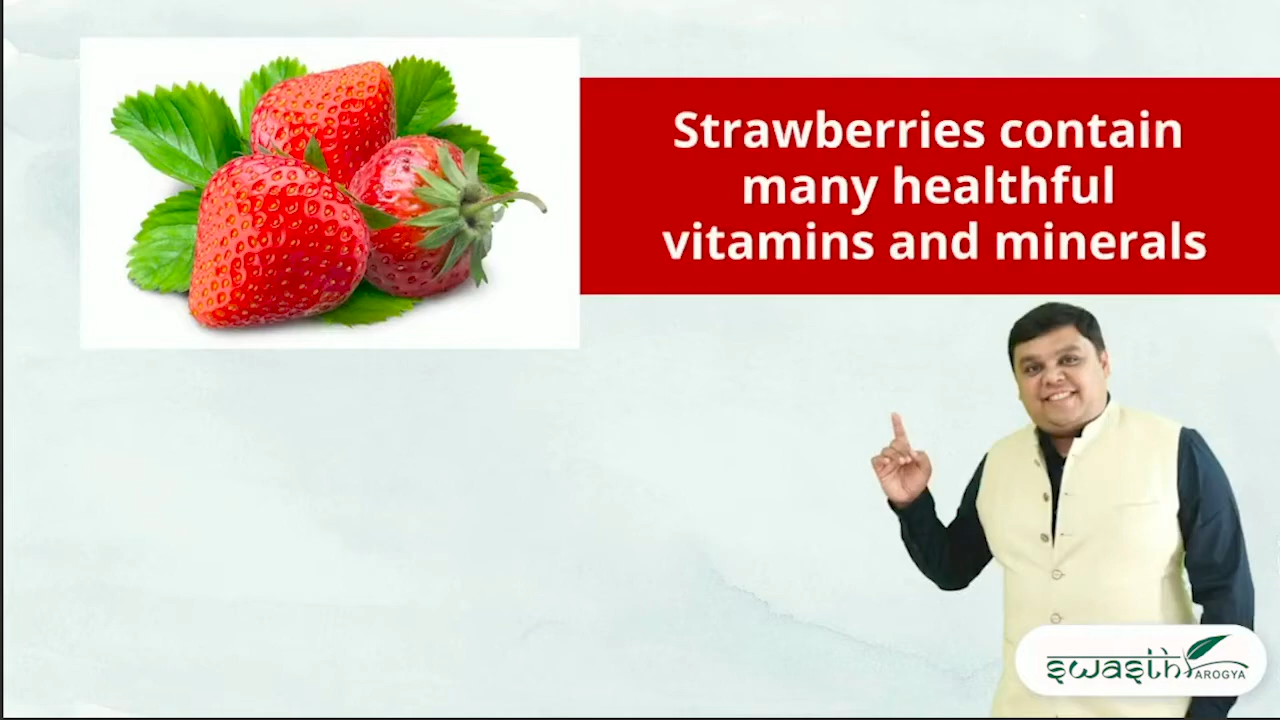 Strawberries contain
many healthful
vitamins and minerals
swasth
AROGYA